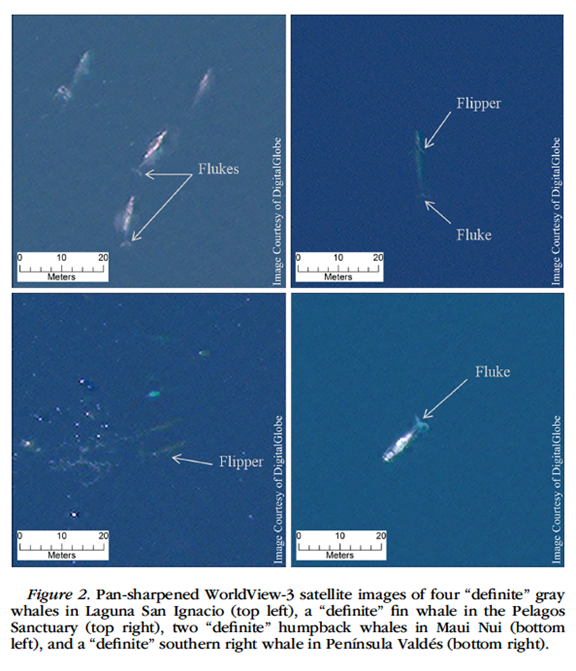 Flukes
Image Courtesy of DigitalGlobe
0 10 20
Meters
Flipper
Fluke
Image Courtesy of DigitalGlobe
0 10 20
Meters
Flipper
Image Courtesy of DigitalGlobe
0 10 20
Meters
Fluke
Image Courtesy of DigitalGlobe
0 10 20
Meters
Figure 2. Pan-sharpened WorldView-3 satellite images of four “definite” gray
whales in Laguna San Ignacio (top left), a “definite” fin whale in the Pelagos
Sanctuary (top right), two “definite” humpback whales in Maui Nui (bottom
left), and a “definite” southern right whale in Península Valdés (bottom right).